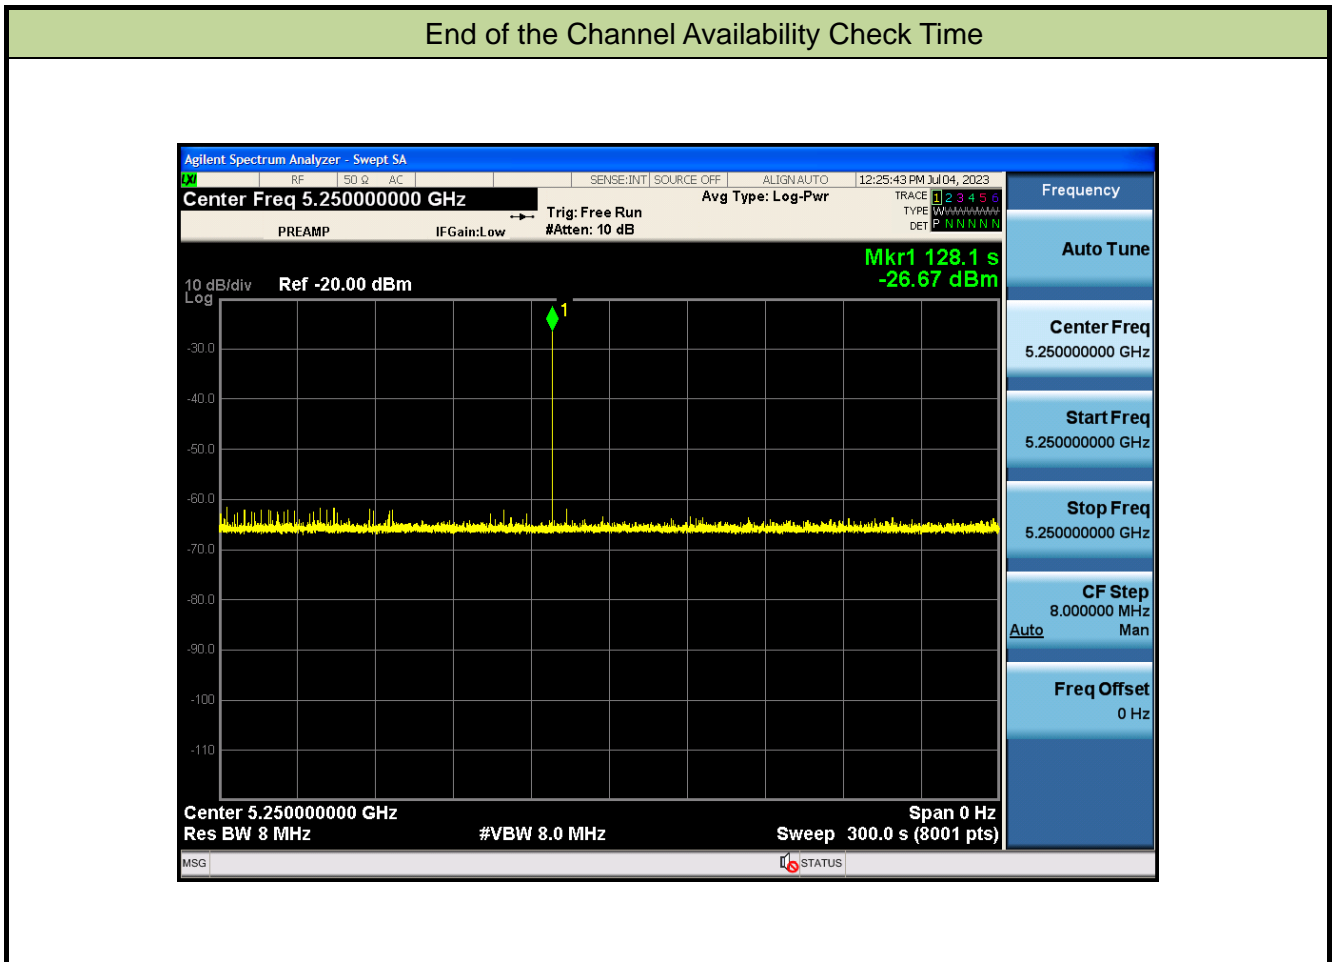 End of the Channel Availability Check Time
Agilent Spectrum Analyzer - Swept SA
LXI RF 50 Ω AC SENSE:INT SOURCE OFF ALIGN AUTO 12:25:43 PM Jul 04, 2023
Center Freq 5.250000000 GHz
PREAMP
IFGain:Low
Trig: Free Run
#Atten: 10 dB
Avg Type: Log-Pwr
TRACE 1 2 3 4 5 6
TYPE WWWWWW
DET P N N N N N
Mkr1 128.1 s
-26.67 dBm
10 dB/div Ref -20.00 dBm
Log
1
-30.0
-40.0
-50.0
-60.0
-70.0
-80.0
-90.0
-100
-110
Center 5.250000000 GHz Span 0 Hz
Res BW 8 MHz #VBW 8.0 MHz Sweep 300.0 s (8001 pts)
MSG STATUS
Frequency
Auto Tune
Center Freq
5.250000000 GHz
Start Freq
5.250000000 GHz
Stop Freq
5.250000000 GHz
CF Step
8.000000 MHz
Auto Man
Freq Offset
0 Hz